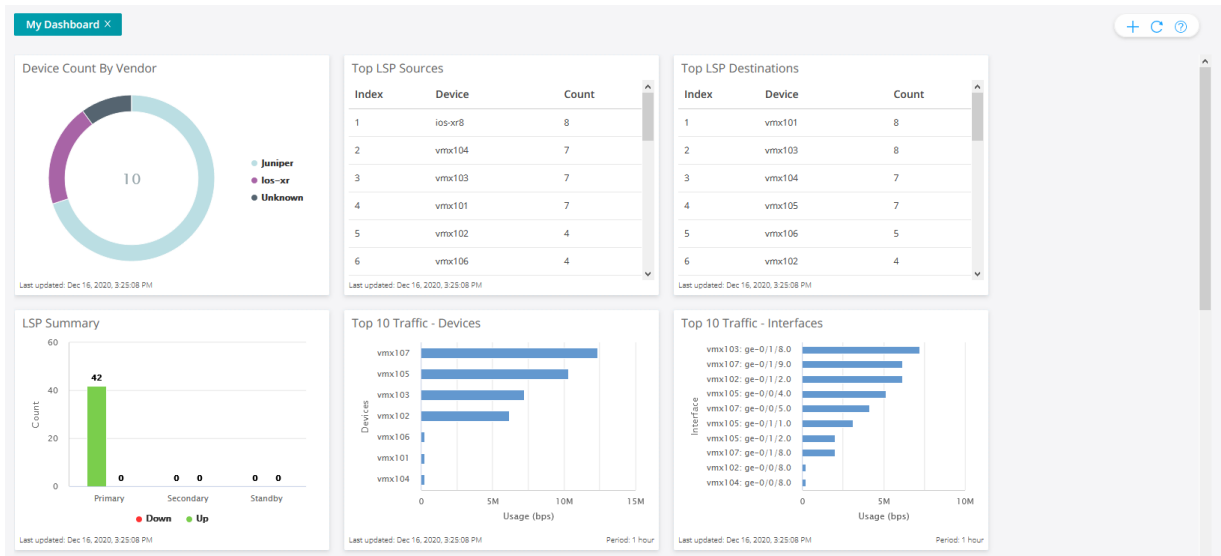 My Dashboard ×
Device Count By Vendor
10
Juniper
Ios-xr
Unknown
Last updated: Dec 16, 2020, 3:25:08 PM
Top LSP Sources
Index Device Count
1 ios-xr8 8
2 vmx104 7
3 vmx103 7
4 vmx101 7
5 vmx102 4
6 vmx106 4
Last updated: Dec 16, 2020, 3:25:08 PM
Top LSP Destinations
Index Device Count
1 vmx101 8
2 vmx103 8
3 vmx104 7
4 vmx105 7
5 vmx106 5
6 vmx102 4
Last updated: Dec 16, 2020, 3:25:08 PM
LSP Summary
Count
60
40
20
0
42 0 0 0 0 0
Primary Secondary Standby
Down Up
Last updated: Dec 16, 2020, 3:25:08 PM
Top 10 Traffic - Devices
Devices
vmx107
vmx105
vmx103
vmx102
vmx106
vmx101
vmx104
0 5M 10M 15M
Usage (bps)
Last updated: Dec 16, 2020, 3:25:08 PM Period: 1 hour
Top 10 Traffic - Interfaces
Interface
vmx103: ge-0/1/8.0
vmx107: ge-0/1/9.0
vmx102: ge-0/1/2.0
vmx105: ge-0/0/4.0
vmx107: ge-0/0/5.0
vmx105: ge-0/1/1.0
vmx105: ge-0/1/2.0
vmx107: ge-0/1/8.0
vmx102: ge-0/0/8.0
vmx104: ge-0/0/8.0
0 5M 10M
Usage (bps)
Last updated: Dec 16, 2020, 3:25:08 PM Period: 1 hour